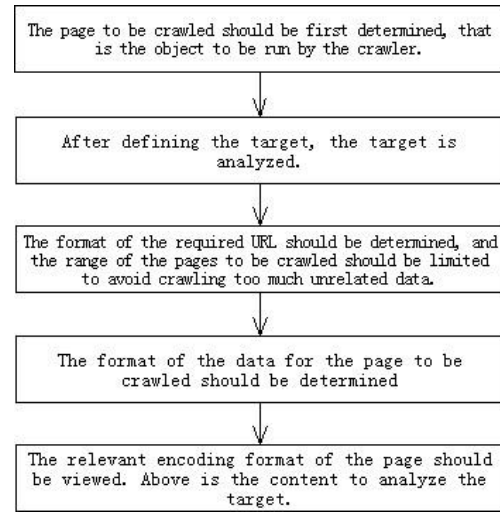 The page to be crawled should be first determined, that
is the object to be run by the crawler.
After defining the target, the target is
analyzed.
The format of the required URL should be determined, and
the range of the pages to be crawled should be limited
to avoid crawling too much unrelated data.
The format of the data for the page to be
crawled should be determined
The relevant encoding format of the page should
be viewed. Above is the content to analyze the
target.